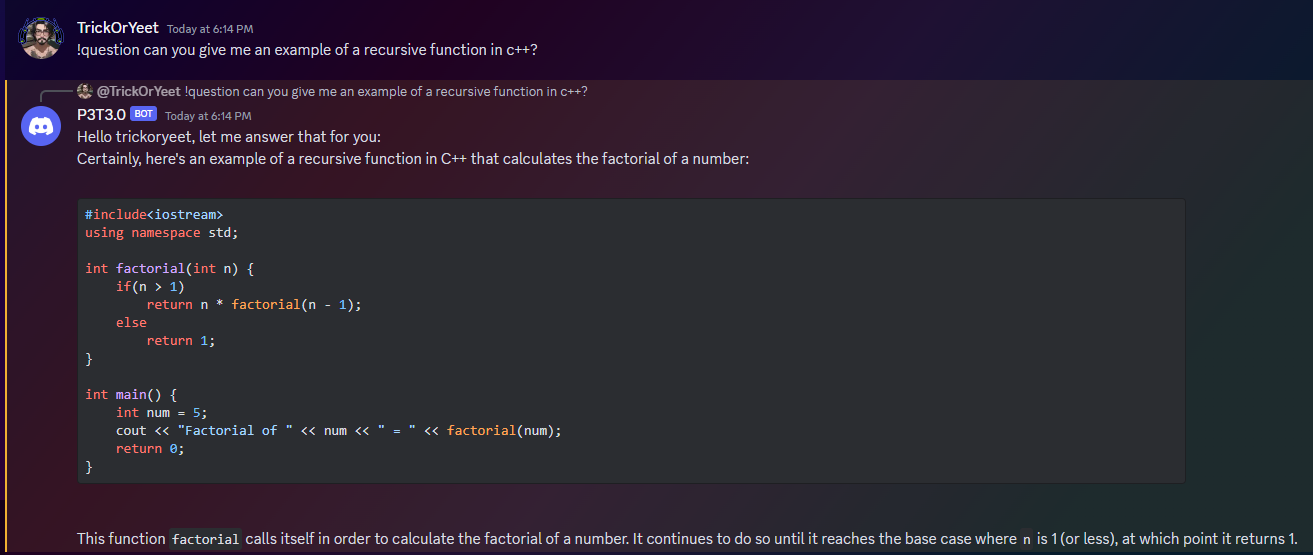 TrickOrYeet Today at 6:14 PM
!question can you give me an example of a recursive function in c++?
@TrickOrYeet !question can you give me an example of a recursive function in c++?
P3T3.0 BOT Today at 6:14 PM
Hello trickoryeet, let me answer that for you:
Certainly, here's an example of a recursive function in C++ that calculates the factorial of a number:
#include<iostream>
using namespace std;
int factorial(int n) {
    if(n > 1)
        return n * factorial(n - 1);
    else
        return 1;
}
int main() {
    int num = 5;
    cout << "Factorial of " << num << " = " << factorial(num);
    return 0;
}
This function factorial calls itself in order to calculate the factorial of a number. It continues to do so until it reaches the base case where n is 1 (or less), at which point it returns 1.